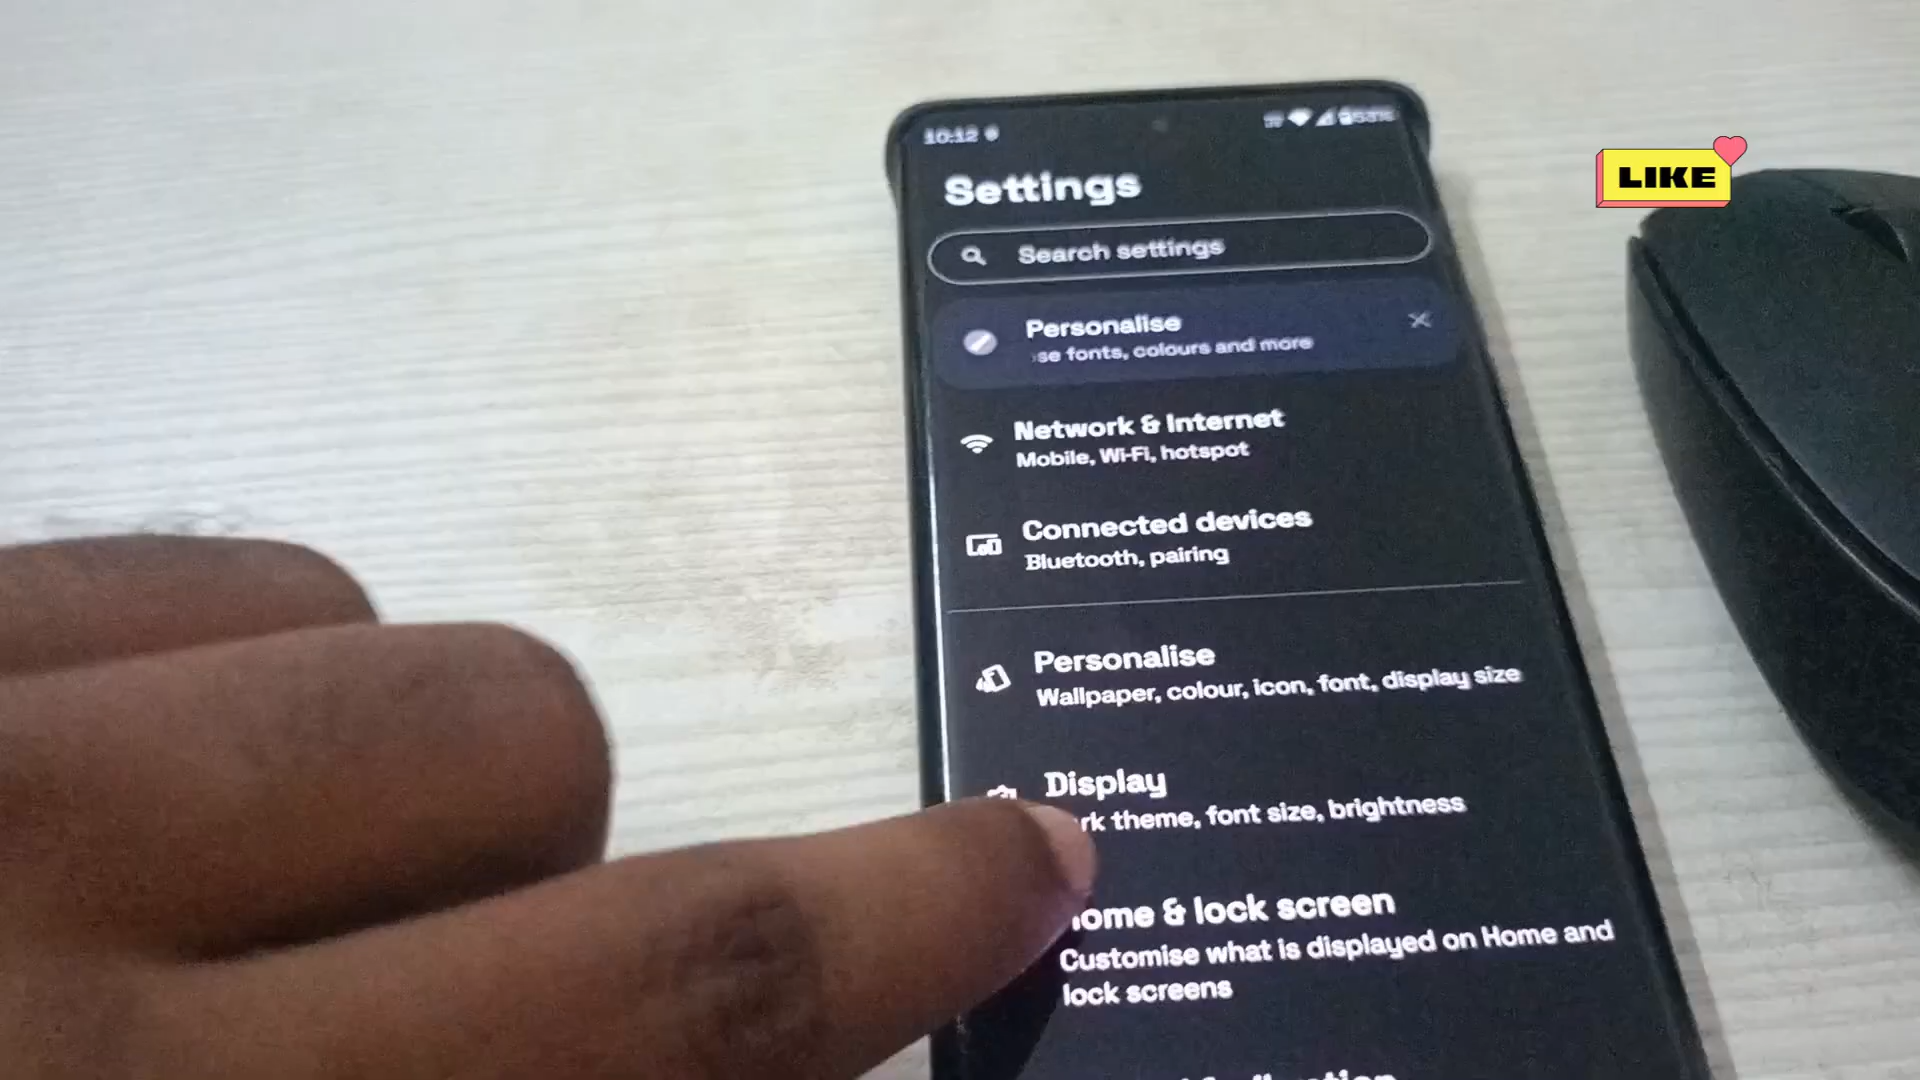 10:12
53%
Settings
Search settings
Personalise
se fonts, colours and more
Network & Internet
Mobile, Wi-Fi, hotspot
Connected devices
Bluetooth, pairing
Personalise
Wallpaper, colour, icon, font, display size
Display
rk theme, font size, brightness
ome & lock screen
Customise what is displayed on Home and
lock screens
LIKE